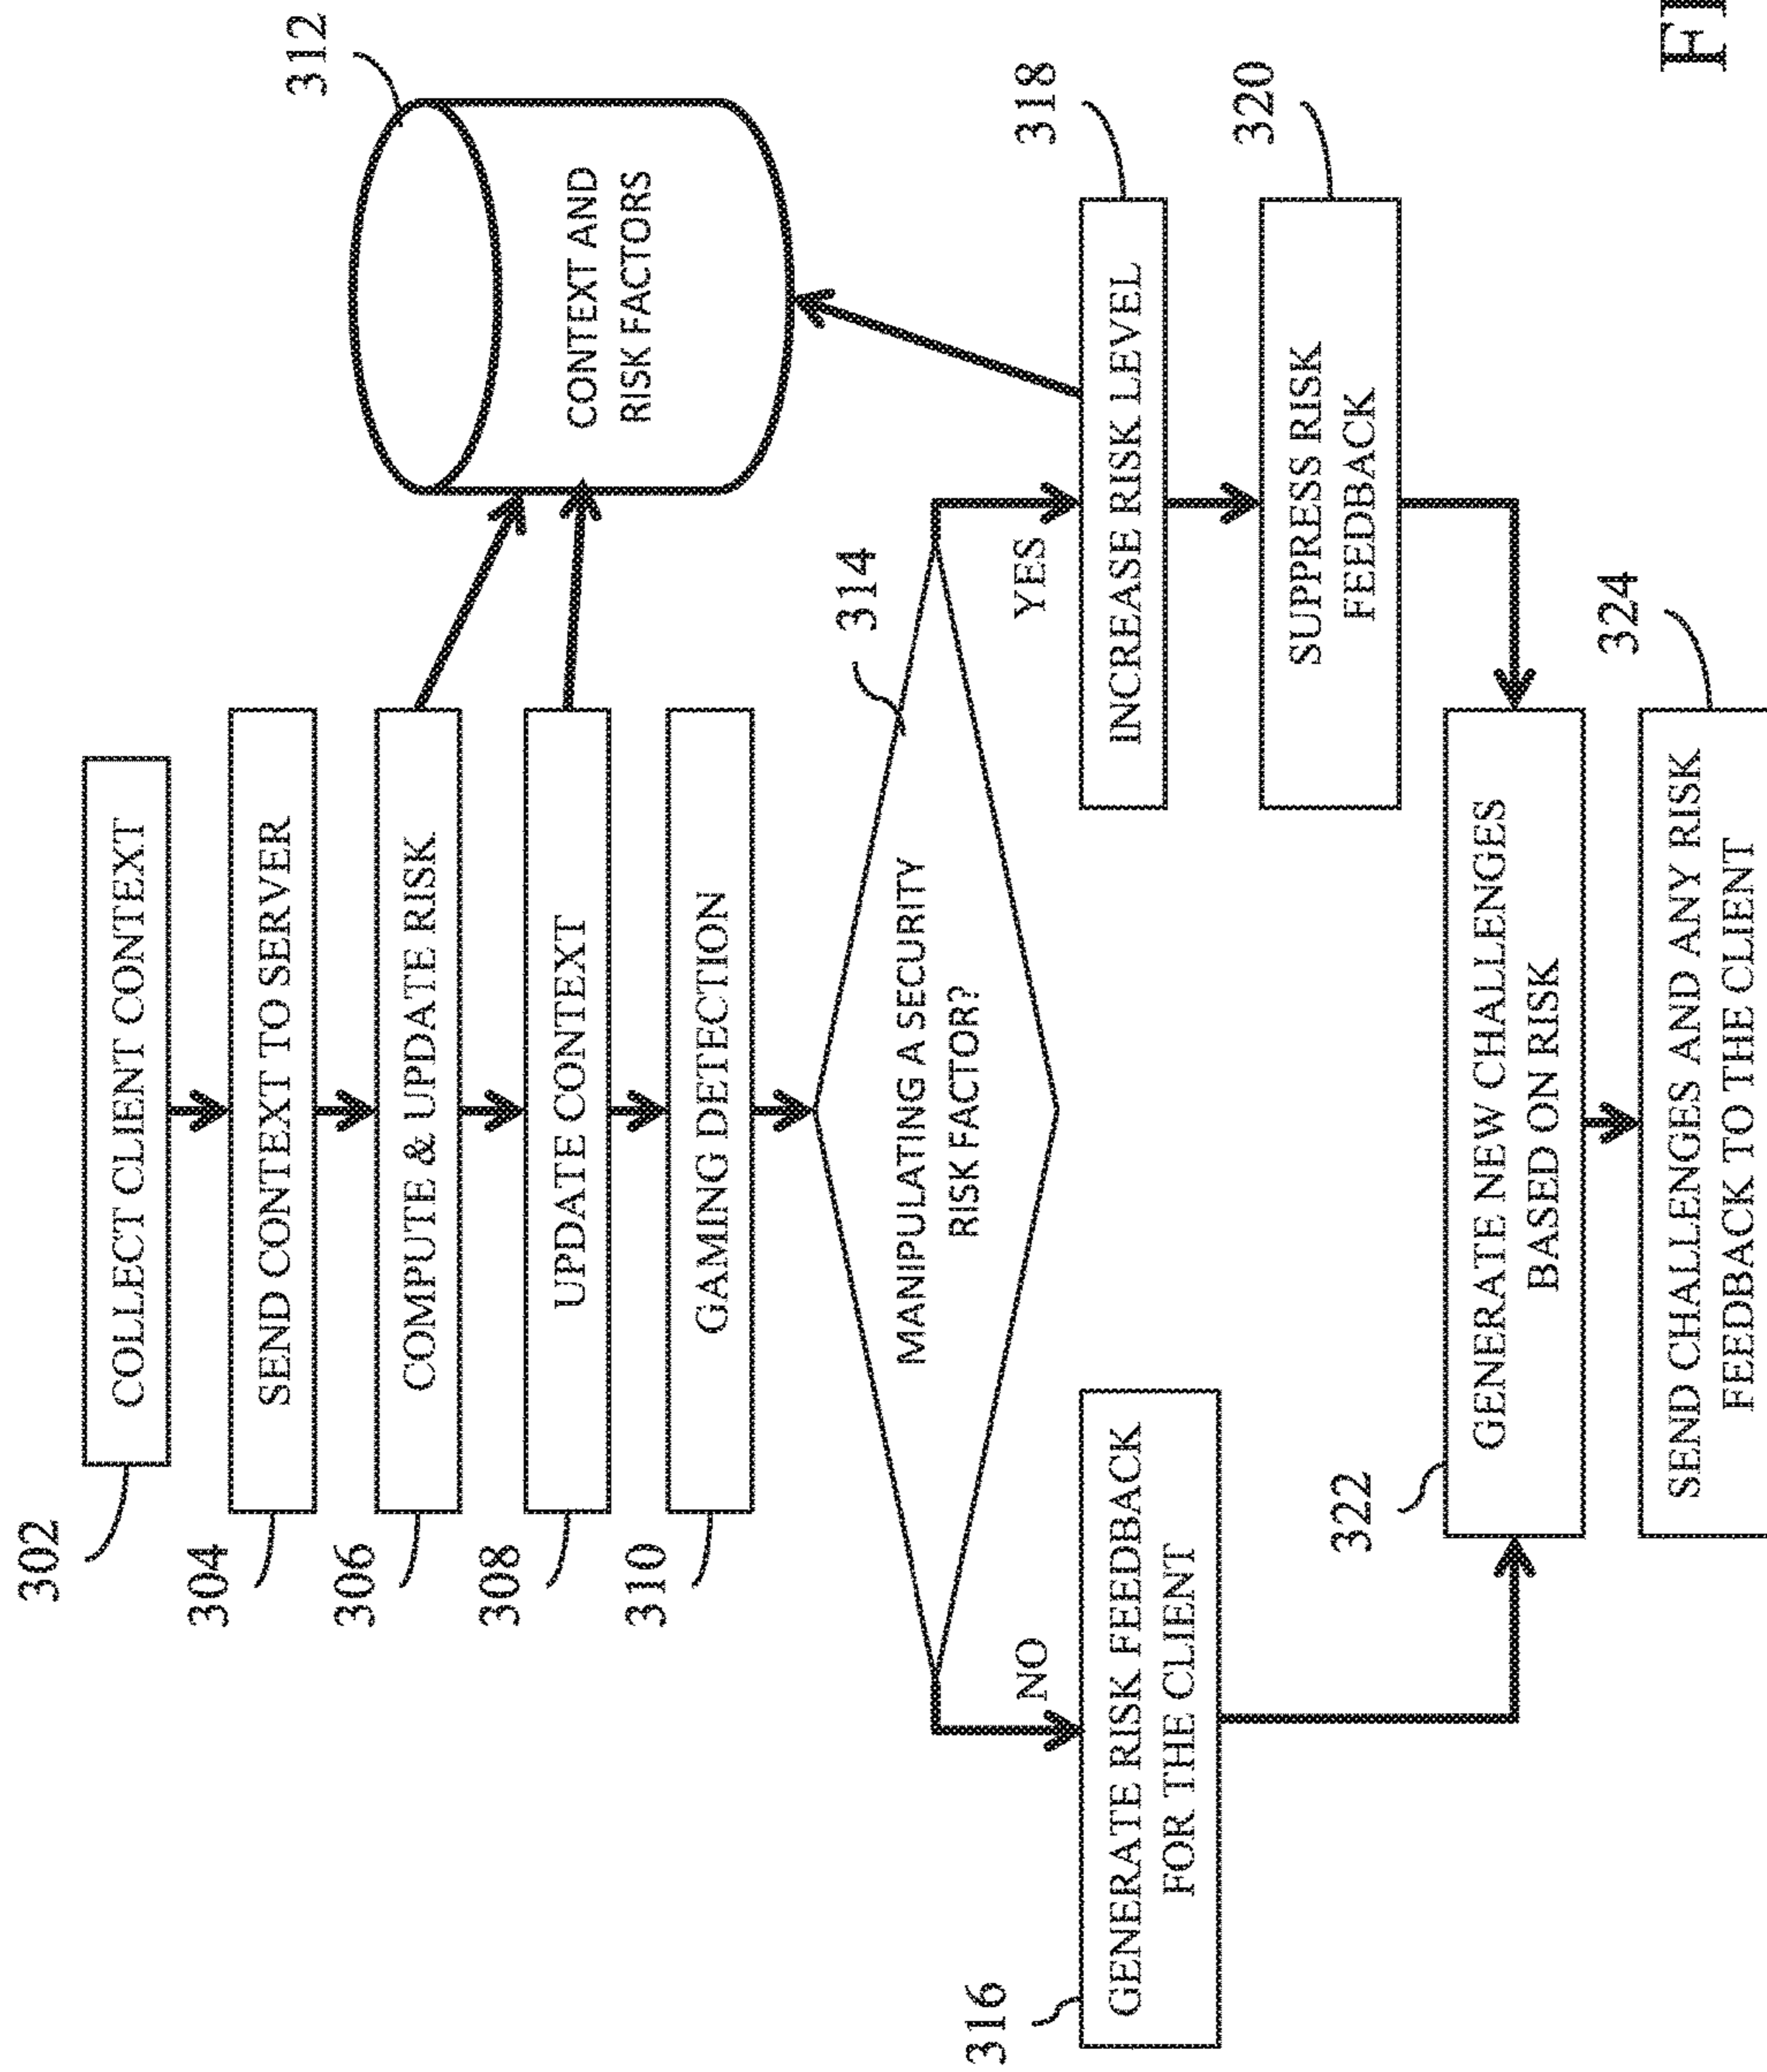 302
COLLECT CLIENT CONTEXT
304
SEND CONTEXT TO SERVER
306
COMPUTE & UPDATE RISK
308
UPDATE CONTEXT
310
GAMING DETECTION
312
CONTEXT AND
RISK FACTORS
314
MANIPULATING A SECURITY
RISK FACTOR?
NO
YES
316
GENERATE RISK FEEDBACK
FOR THE CLIENT
318
INCREASE RISK LEVEL
320
SUPPRESS RISK
FEEDBACK
322
GENERATE NEW CHALLENGES
BASED ON RISK
324
SEND CHALLENGES AND ANY RISK
FEEDBACK TO THE CLIENT